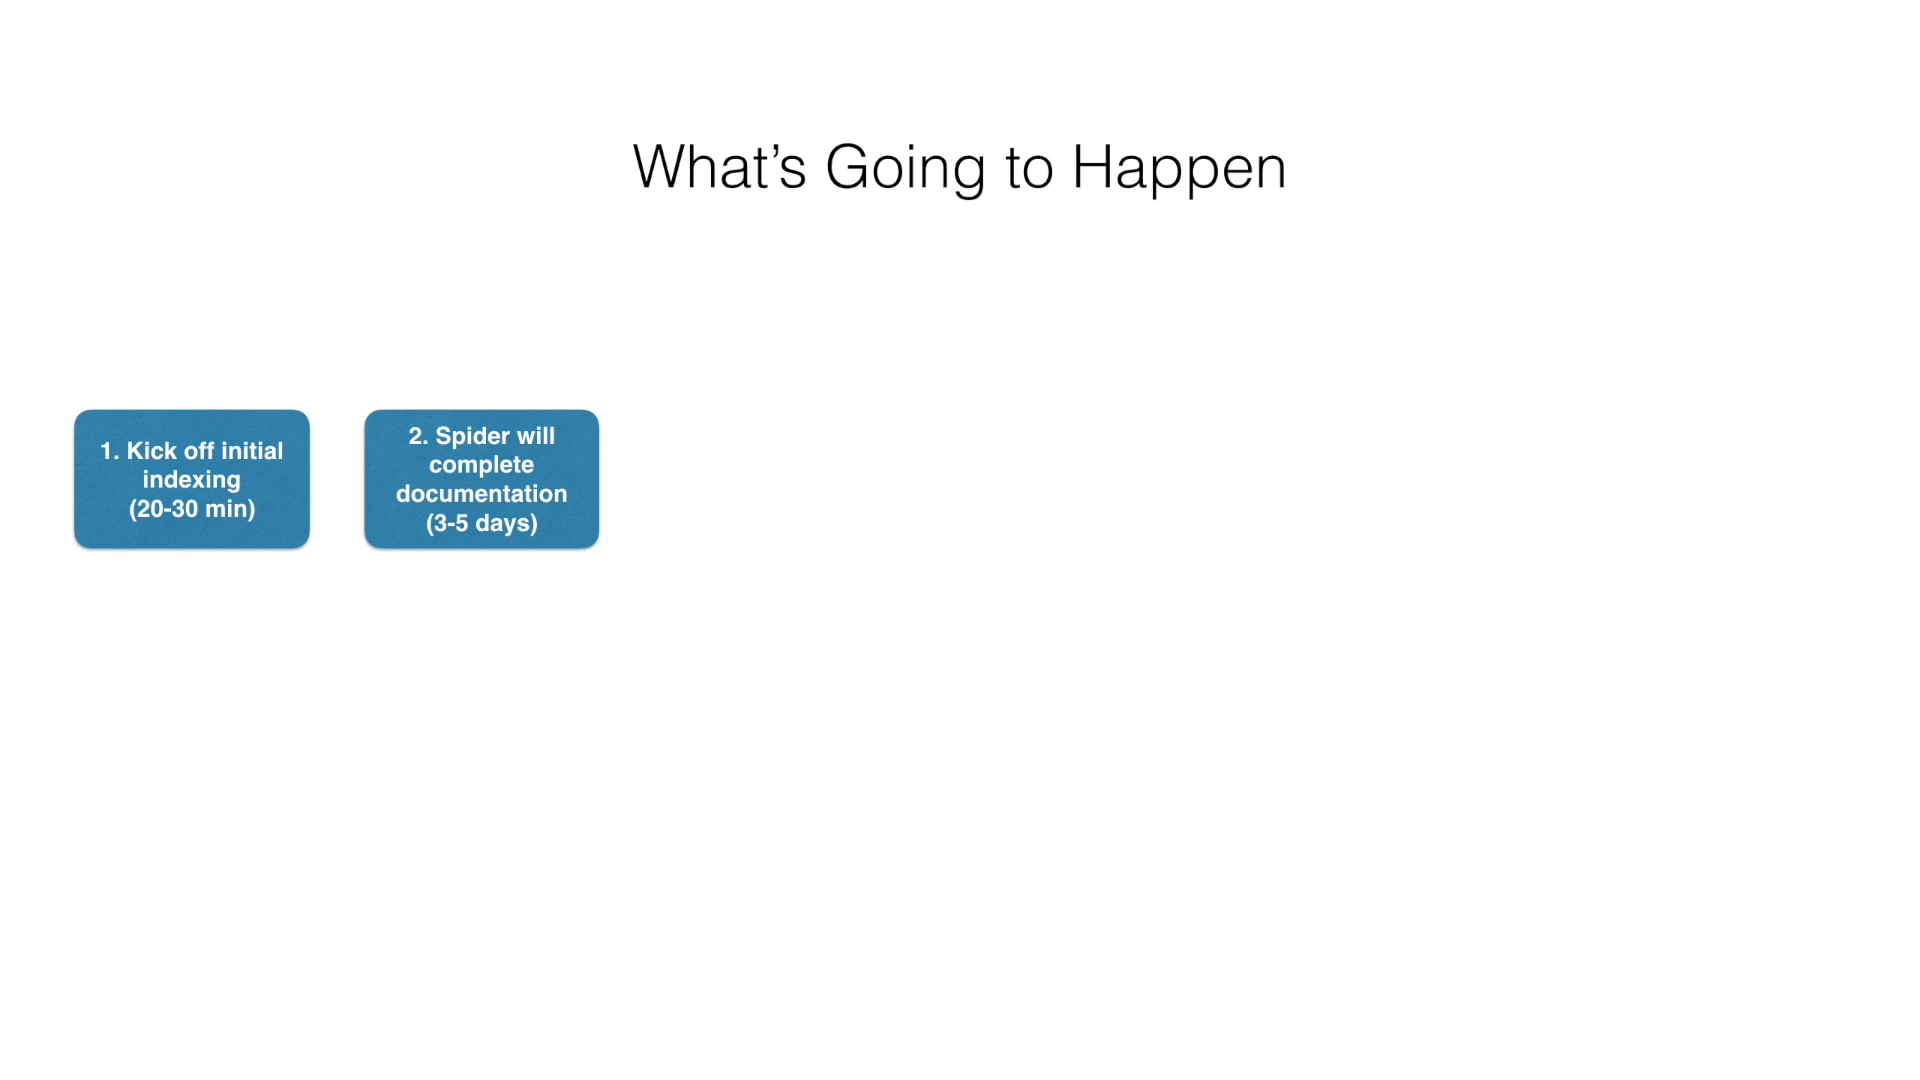 What’s Going to Happen
1. Kick off initial
indexing
(20-30 min)
2. Spider will
complete
documentation
(3-5 days)